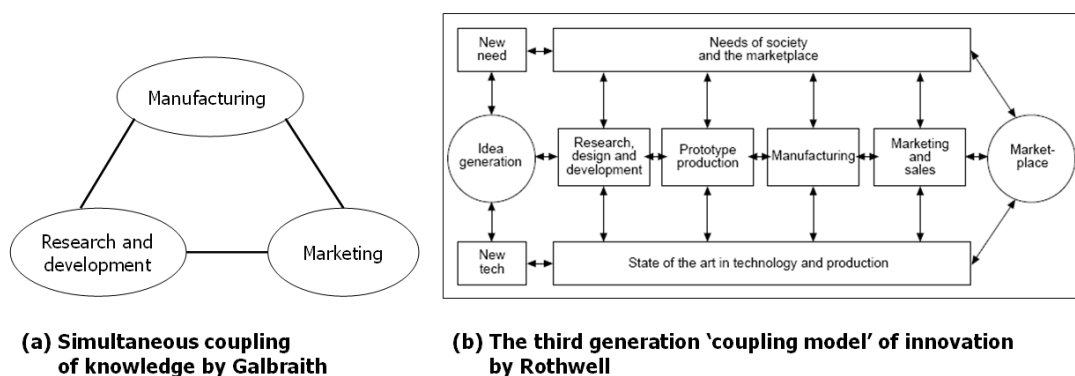 Manufacturing
Research and
development
Marketing
(a) Simultaneous coupling
of knowledge by Galbraith
New
need
Needs of society
and the marketplace
Idea
generation
Research,
design and
development
Prototype
production
Manufacturing
Marketing
and
sales
Market-
place
New
tech
State of the art in technology and production
(b) The third generation ‘coupling model’ of innovation
by Rothwell